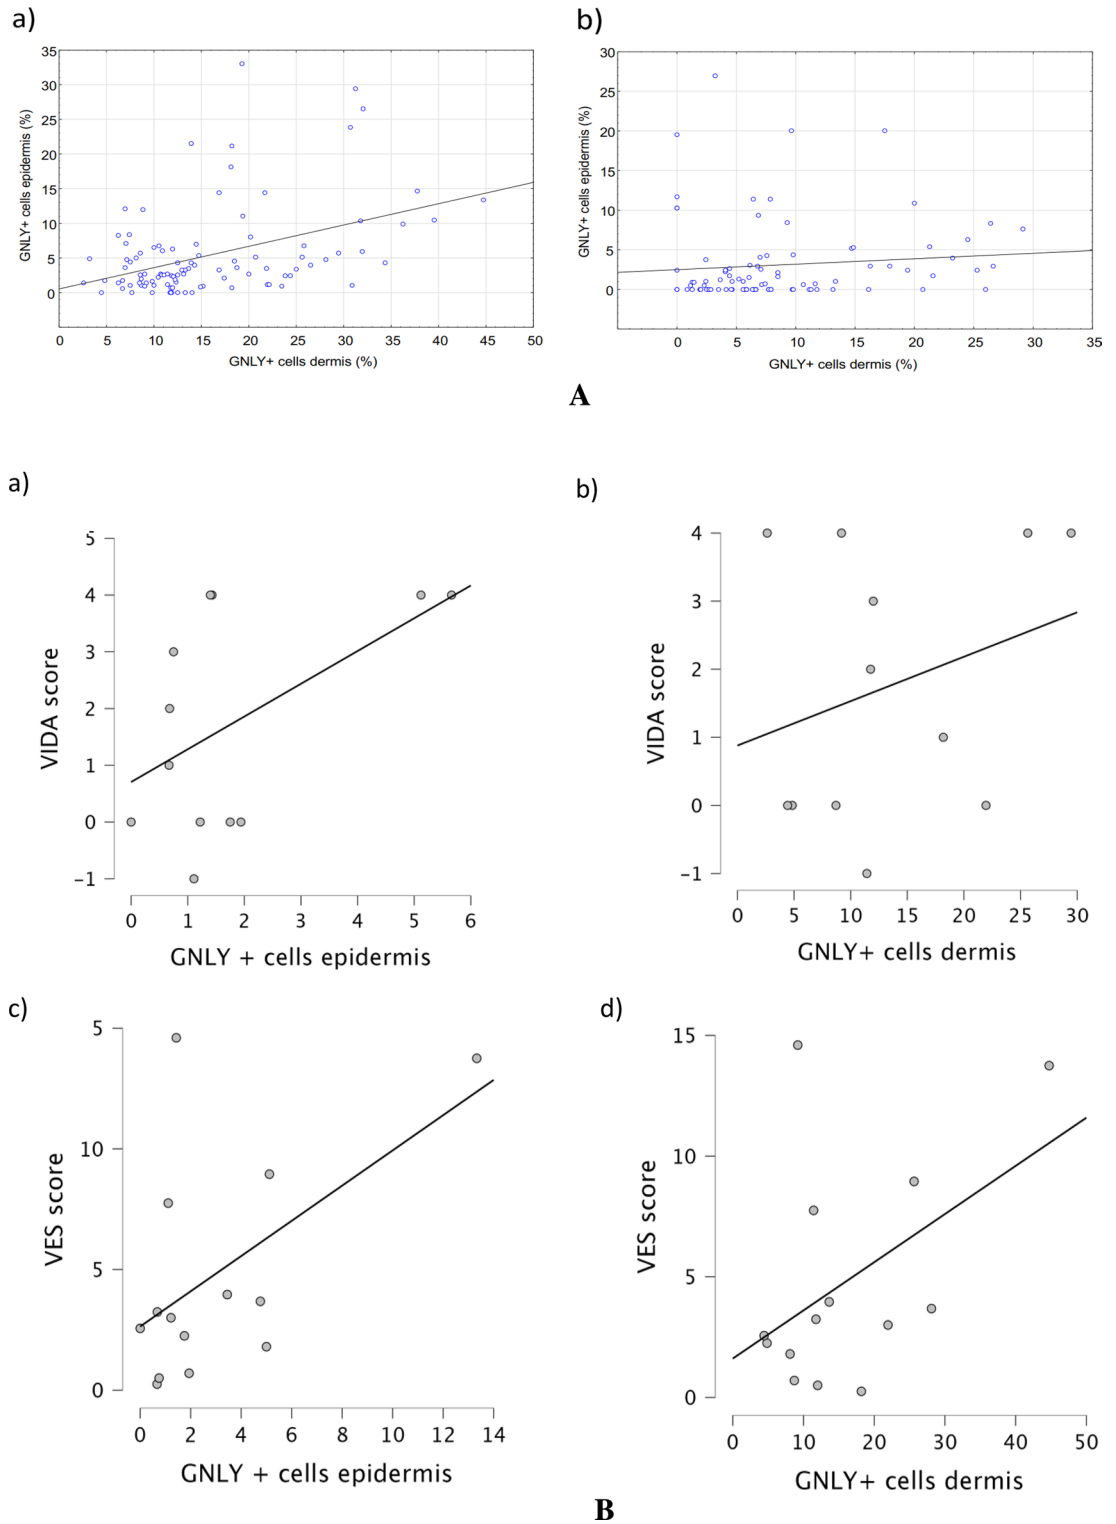 a)
35
30
25
20
15
10
5
0
GNLY+ cells epidermis (%)
0 5 10 15 20 25 30 35 40 45 50
GNLY+ cells dermis (%)
b)
30
25
20
15
10
5
0
GNLY+ cells epidermis (%)
0 5 10 15 20 25 30 35
GNLY+ cells dermis (%)
A
a)
5
4
3
2
1
0
−1
VIDA score
0 1 2 3 4 5 6
GNLY + cells epidermis
b)
4
3
2
1
0
−1
VIDA score
0 5 10 15 20 25 30
GNLY+ cells dermis
c)
5
10
5
0
VES score
0 2 4 6 8 10 12 14
GNLY + cells epidermis
d)
15
10
5
0
VES score
0 10 20 30 40 50
GNLY+ cells dermis
B